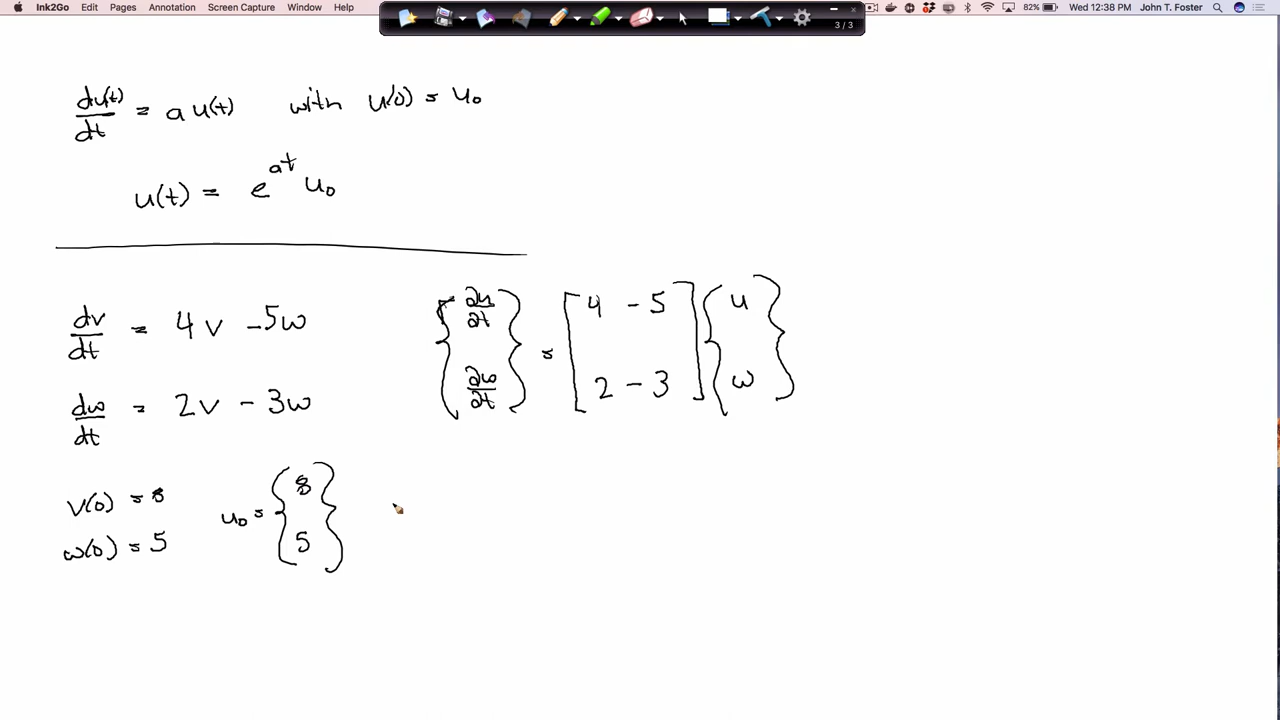 Ink2Go Edit Pages Annotation Screen Capture Window Help 82% Wed 12:38 PM John T. Foster
3 / 3
du(t)/dt = a u(t) with u(0) = u₀
u(t) = e^at u₀
dv/dt = 4v - 5w
dw/dt = 2v - 3w
{∂u/∂t ∂w/∂t} = [4 -5 2 -3] {u w}
v(0) = 8
w(0) = 5
u₀ = {8 5}